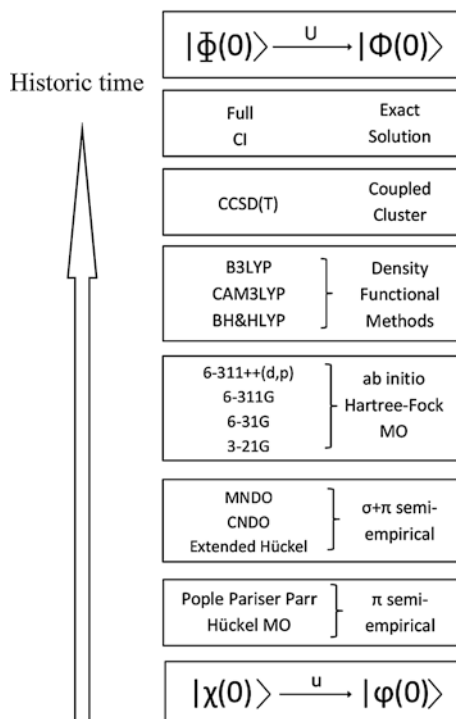 |Φ(0)⟩ U |Φ(0)⟩
Historic time
Full Exact
CI Solution
CCSD(T) Coupled
Cluster
B3LYP Density
CAM3LYP Functional
BH&HLYP Methods
6-311++(d,p) ab initio
6-311G Hartree-Fock
6-31G MO
3-21G
MNDO σ+π semi-
CNDO empirical
Extended Hückel
Pople Pariser Parr π semi-
Hückel MO empirical
|χ(0)⟩ u |φ(0)⟩